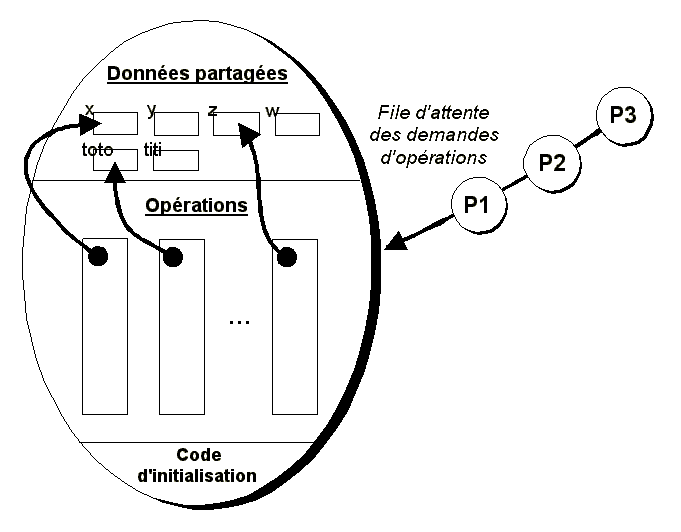 Données partagées
x y z w
toto titi
Opérations
...
Code
d'initialisation
File d'attente
des demandes
d'opérations
P1
P2
P3